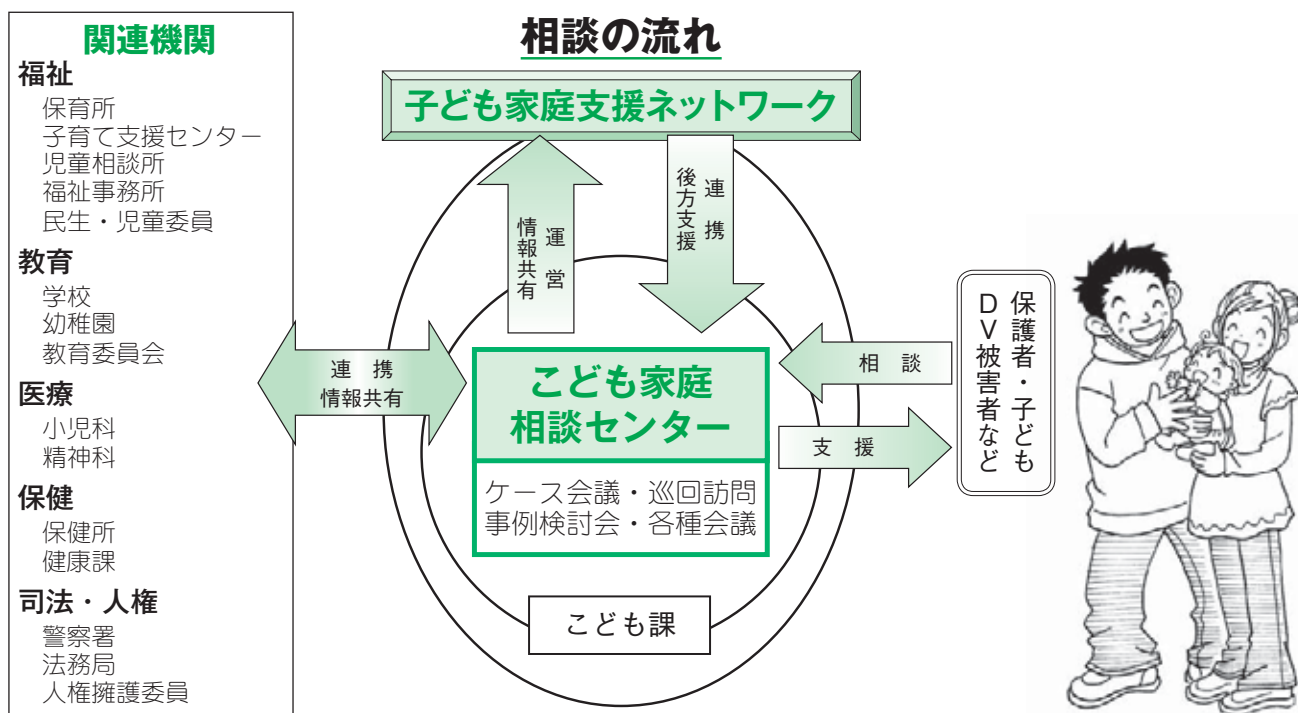 関連機関
福祉
保育所
子育て支援センター
児童相談所
福祉事務所
民生・児童委員
教育
学校
幼稚園
教育委員会
医療
小児科
精神科
保健
保健所
健康課
司法・人権
警察署
法務局
人権擁護委員
相談の流れ
子ども家庭支援ネットワーク
運営
情報共有
連携
後方支援
連携
情報共有
こども家庭
相談センター
ケース会議・巡回訪問
事例検討会・各種会議
こども課
相談
支援
保護者・子ども
DV被害者など